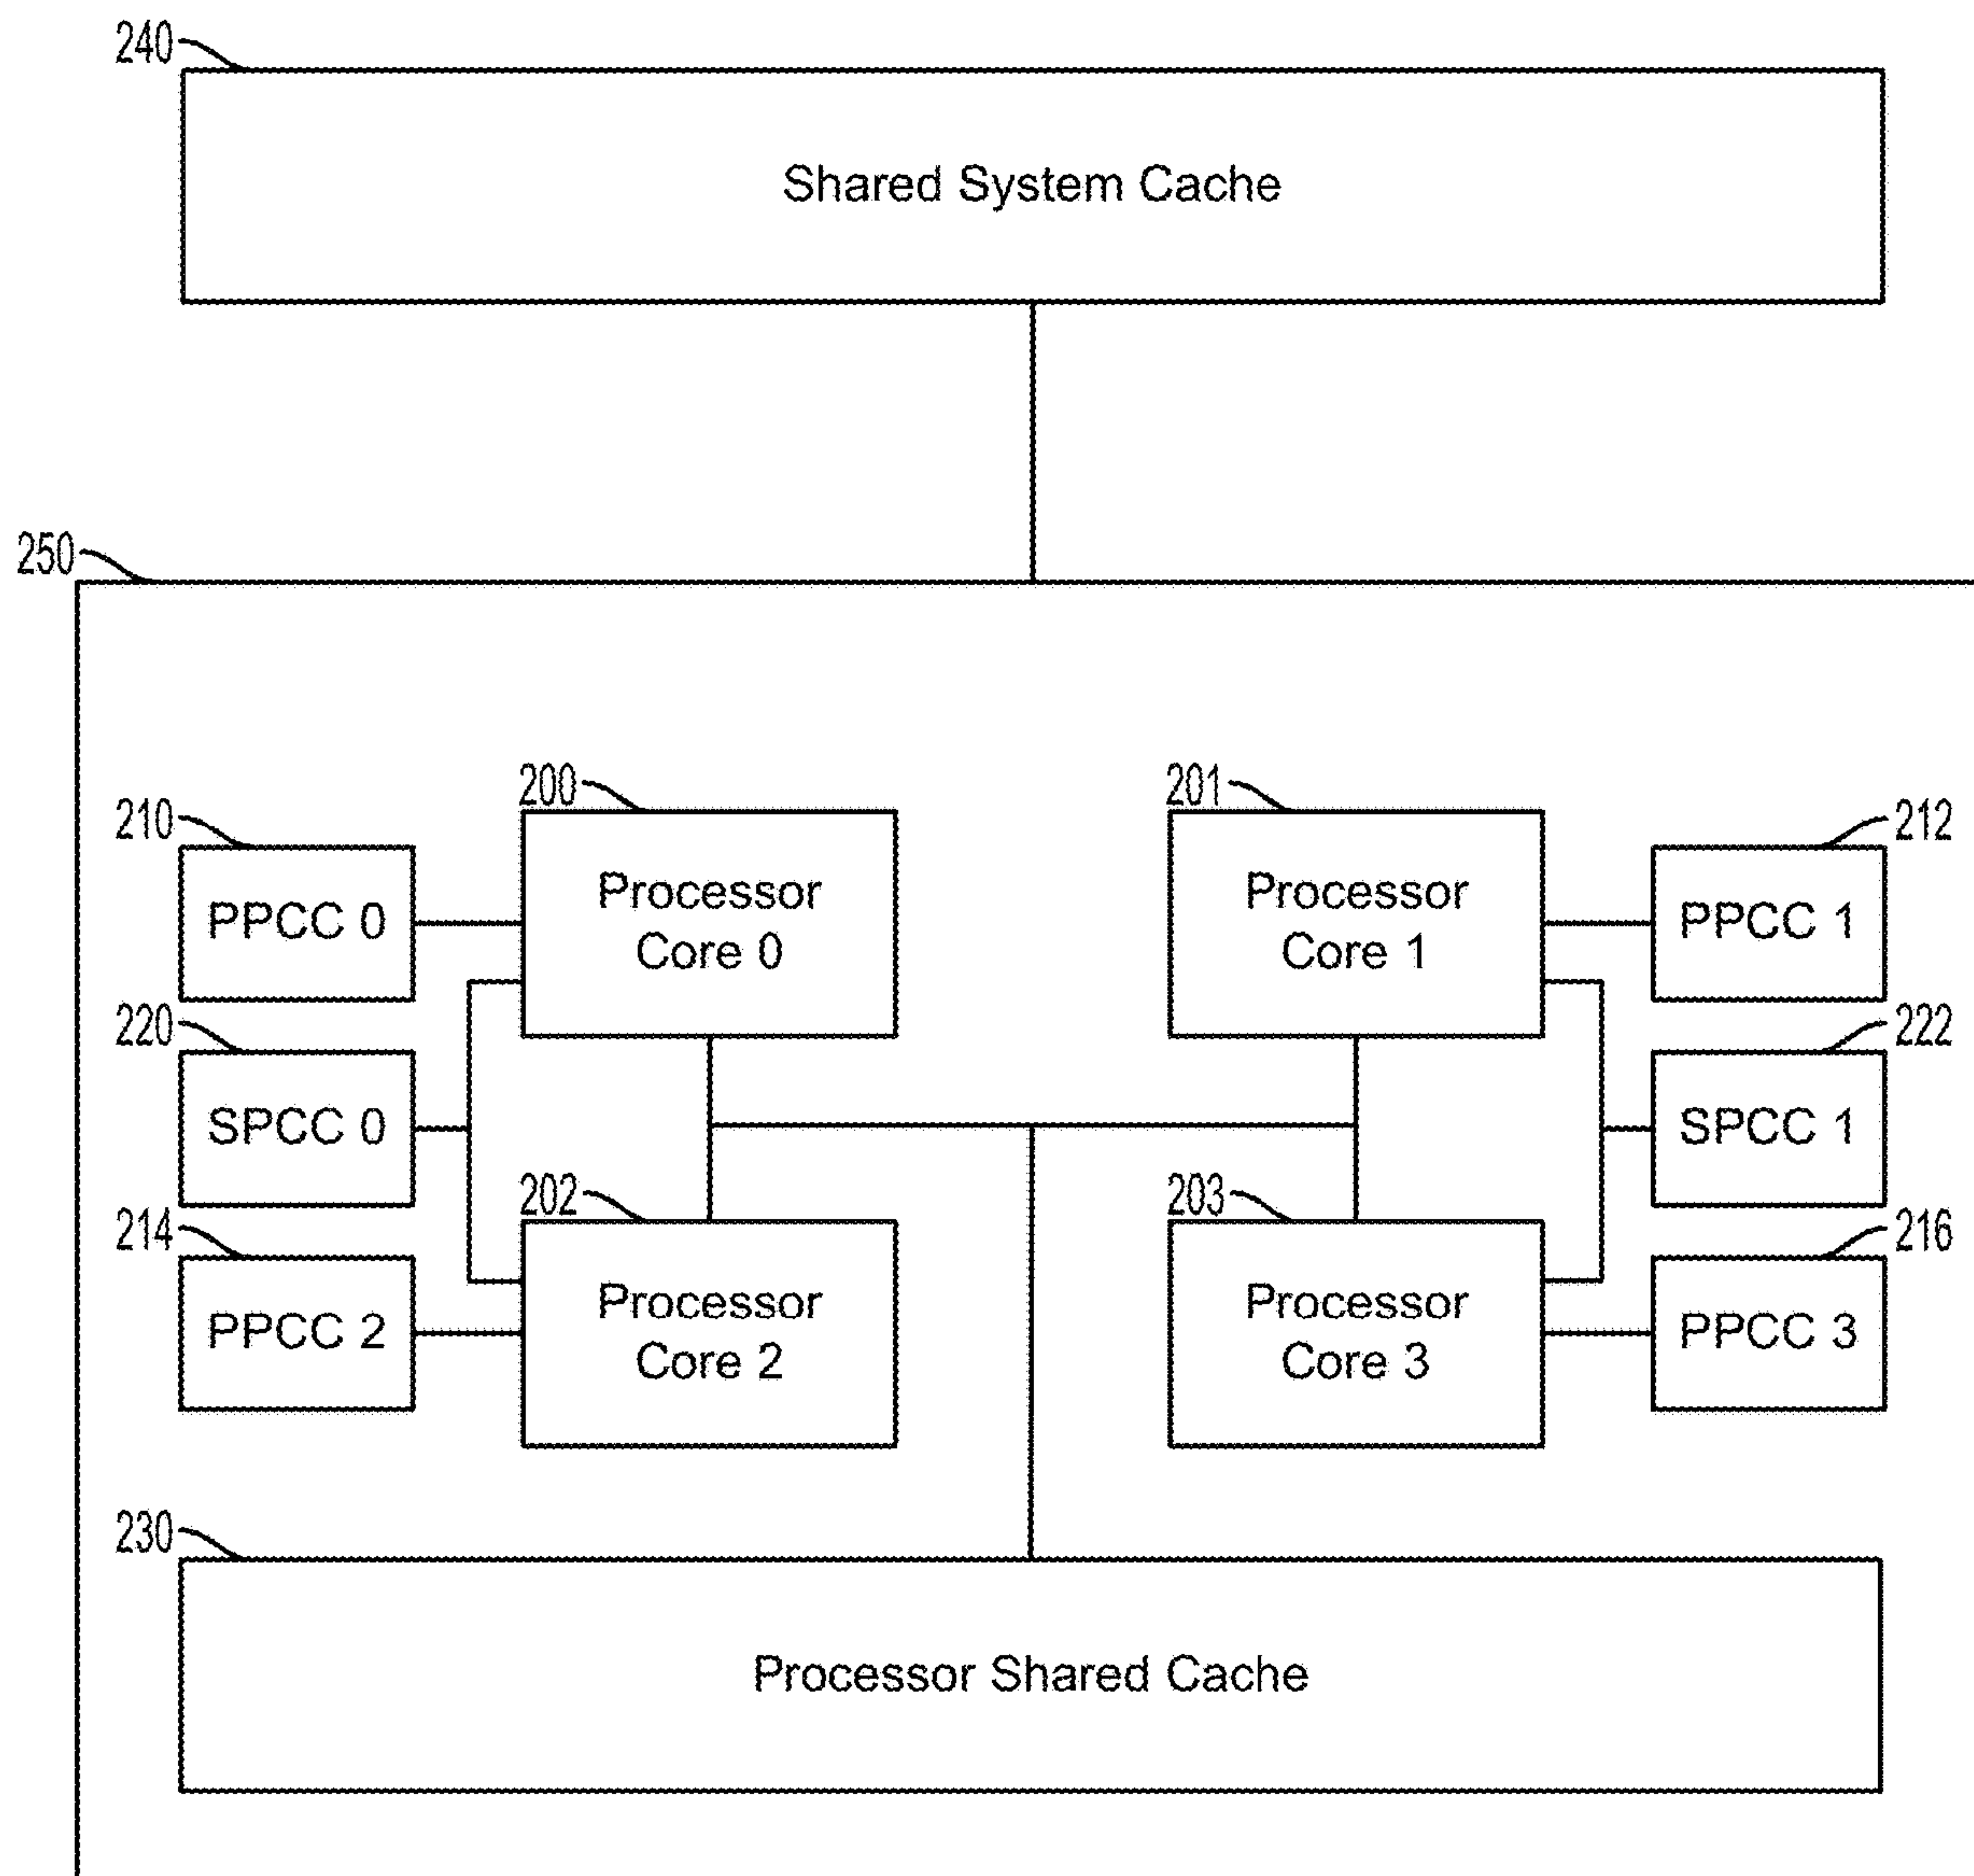 240
Shared System Cache
250
200
201
210
212
Processor
Core 0
Processor
Core 1
PPCC 0
PPCC 1
220
222
SPCC 0
SPCC 1
202
203
214
216
Processor
Core 2
Processor
Core 3
PPCC 2
PPCC 3
230
Processor Shared Cache